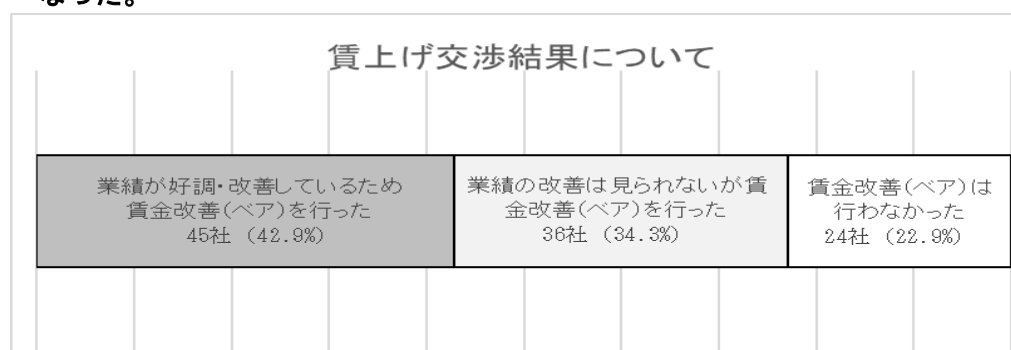 なった。
賃上げ交渉結果について
業績が好調・改善しているため
賃金改善(ベア)を行った
45社 (42.9%)
業績の改善は見られないが賃
金改善(ベア)を行った
36社 (34.3%)
賃金改善(ベア)は
行わなかった
24社 (22.9%)